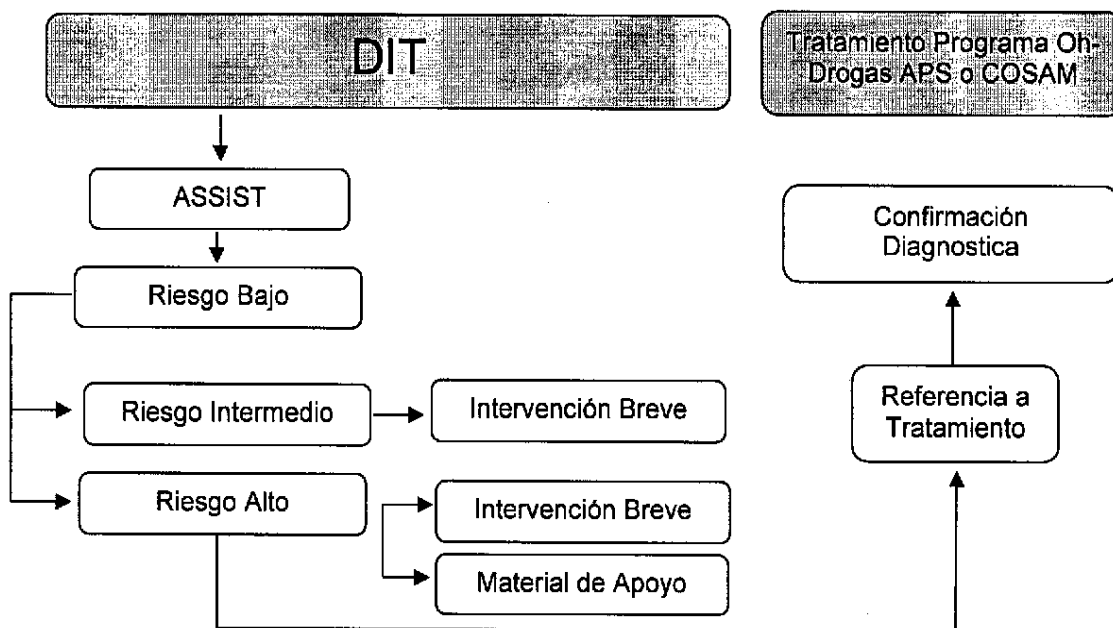 DIT
Tratamiento Programa Oh-
Drogas APS o COSAM
ASSIST
Confirmación
Diagnostica
Riesgo Bajo
Riesgo Intermedio
Intervención Breve
Referencia a
Tratamiento
Riesgo Alto
Intervención Breve
Material de Apoyo